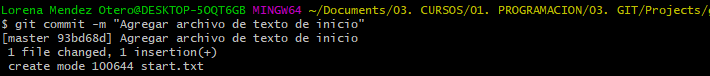 Lorena Mendez Otero@DESKTOP-5OQT6GB MINGW64 ~/Documents/03. CURSOS/01. PROGRAMACION/03. GIT/Projects/
$ git commit -m "Agregar archivo de texto de inicio"
[master 93bd68d] Agregar archivo de texto de inicio
1 file changed, 1 insertion(+)
create mode 100644 start.txt